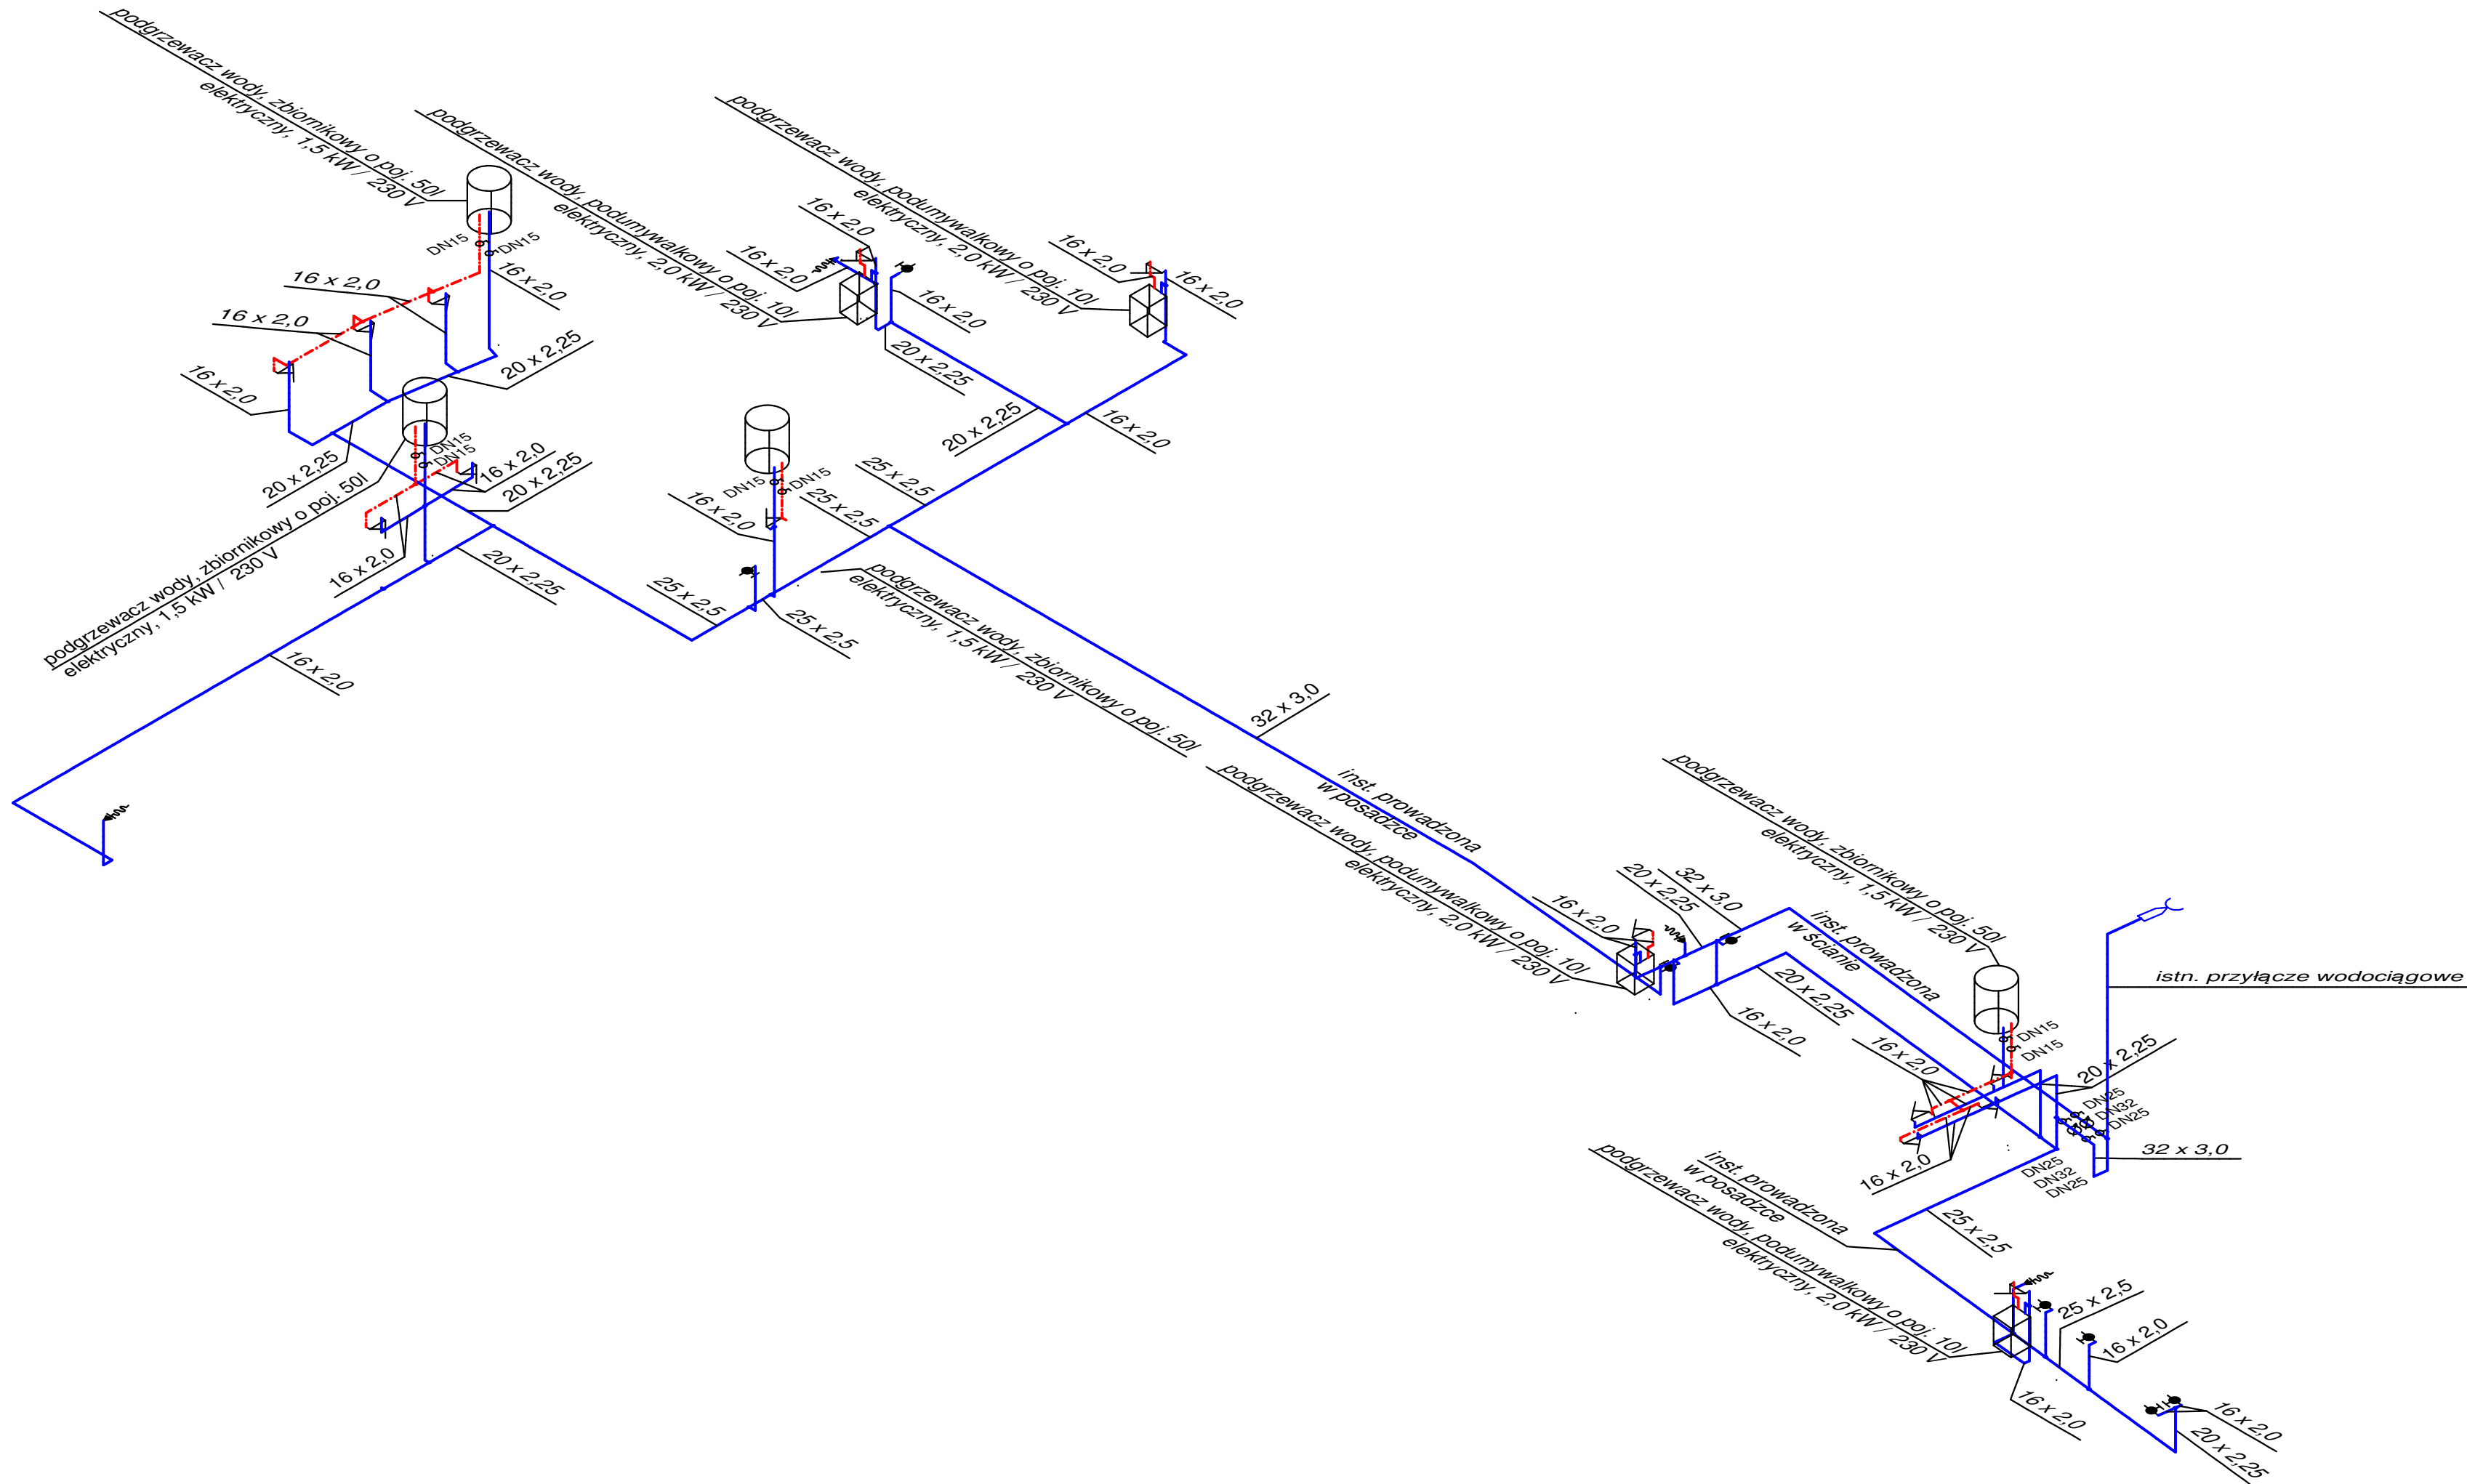 podgrzewacz wody, zbiornikowy o poj. 50l
elektryczny, 1,5 kW / 230 V
podgrzewacz wody, podumywalkowy o poj. 10l
elektryczny, 2,0 kW / 230 V
podgrzewacz wody, podumywalkowy o poj. 10l
elektryczny, 2,0 kW / 230 V
DN15
DN15
16 x 2,0
16 x 2,0
16 x 2,0
16 x 2,0
20 x 2,25
20 x 2,25
16 x 2,0
16 x 2,0
16 x 2,0
20 x 2,25
16 x 2,0
16 x 2,0
20 x 2,25
16 x 2,0
DN15
DN15
16 x 2,0
20 x 2,25
16 x 2,0
20 x 2,25
podgrzewacz wody, zbiornikowy o poj. 50l
elektryczny, 1,5 kW / 230 V
16 x 2,0
DN15
DN15
16 x 2,0
25 x 2,5
25 x 2,5
25 x 2,5
25 x 2,5
podgrzewacz wody, zbiornikowy o poj. 50l
elektryczny, 1,5 kW / 230 V
32 x 3,0
inst. prowadzona
w posadzce
podgrzewacz wody, podumywalkowy o poj. 10l
elektryczny, 2,0 kW / 230 V
16 x 2,0
20 x 2,25
32 x 3,0
podgrzewacz wody, zbiornikowy o poj. 50l
elektryczny, 1,5 kW / 230 V
inst. prowadzona
w ścianie
20 x 2,25
16 x 2,0
istn. przyłącze wodociągowe
DN15
DN15
16 x 2,0
20 x 2,25
DN25
DN32
DN25
32 x 3,0
16 x 2,0
DN25
DN32
DN25
inst. prowadzona
w posadzce
25 x 2,5
podgrzewacz wody, podumywalkowy o poj. 10l
elektryczny, 2,0 kW / 230 V
25 x 2,5
16 x 2,0
16 x 2,0
16 x 2,0
20 x 2,25